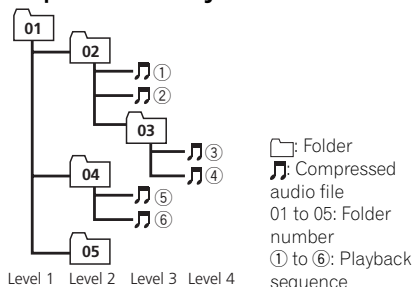 01
02
①
②
03
③
④
04
⑤
⑥
05
Level 1 Level 2 Level 3 Level 4
: Folder
: Compressed
audio file
01 to 05: Folder
number
① to ⑥: Playback
sequence